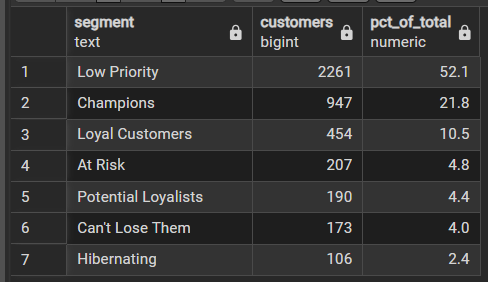 segment customers pct_of_total
text bigint numeric
1 Low Priority 2261 52.1
2 Champions 947 21.8
3 Loyal Customers 454 10.5
4 At Risk 207 4.8
5 Potential Loyalists 190 4.4
6 Can't Lose Them 173 4.0
7 Hibernating 106 2.4